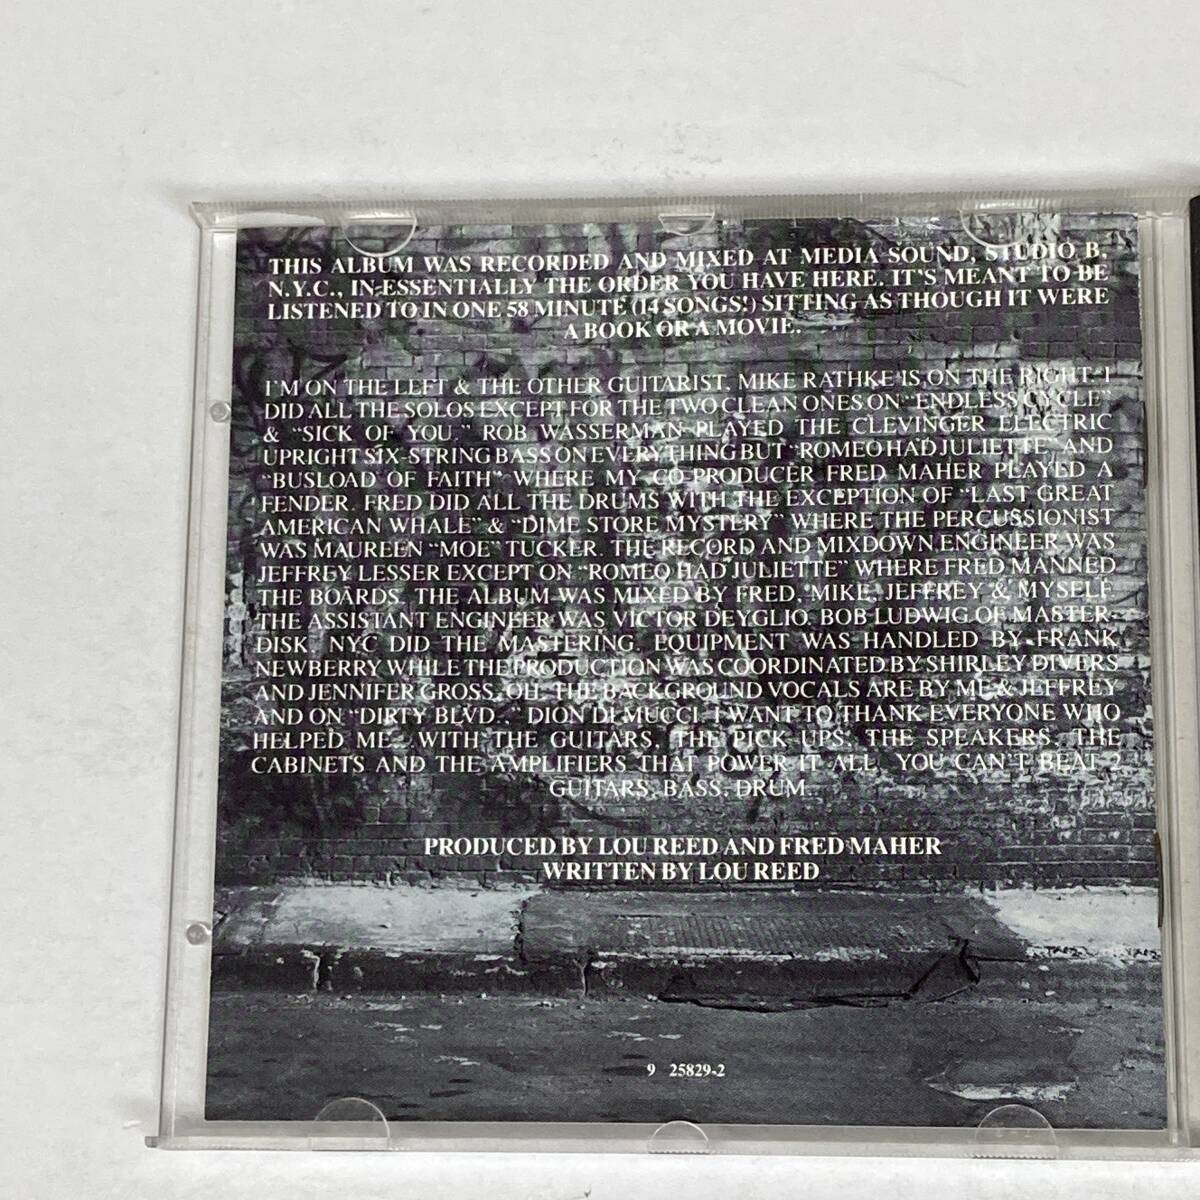 THIS ALBUM WAS RECORDED AND MIXED AT MEDIA SOUND, STUDIO B,
N.Y.C., IN ESSENTIALLY THE ORDER YOU HAVE HERE. IT'S MEANT TO BE
LISTENED TO IN ONE 58 MINUTE (14 SONGS!) SITTING AS THOUGH IT WERE
A BOOK OR A MOVIE.
I'M ON THE LEFT & THE OTHER GUITARIST, MIKE RATHKE IS ON THE RIGHT. I
DID ALL THE SOLOS EXCEPT FOR THE TWO CLEAN ONES ON "ENDLESS CYCLE"
& "SICK OF YOU." ROB WASSERMAN PLAYED THE CLEVINGER ELECTRIC
UPRIGHT SIX-STRING BASS ON EVERYTHING BUT "ROMEO HAD JULIETTE" AND
"BUSLOAD OF FAITH" WHERE MY CO-PRODUCER FRED MAHER PLAYED A
FENDER. FRED DID ALL THE DRUMS WITH THE EXCEPTION OF "LAST GREAT
AMERICAN WHALE" & "DIME STORE MYSTERY" WHERE THE PERCUSSIONIST
WAS MAUREEN "MOE" TUCKER. THE RECORD AND MIXDOWN ENGINEER WAS
JEFFREY LESSER EXCEPT ON "ROMEO HAD JULIETTE" WHERE FRED MANNED
THE BOARDS. THE ALBUM WAS MIXED BY FRED, MIKE, JEFFREY & MYSELF.
THE ASSISTANT ENGINEER WAS VICTOR DEYGLIO. BOB LUDWIG OF MASTER-
DISK, NYC DID THE MASTERING. EQUIPMENT WAS HANDLED BY FRANK
NEWBERRY WHILE THE PRODUCTION WAS COORDINATED BY SHIRLEY DIVERS
AND JENNIFER GROSS. OH, THE BACKGROUND VOCALS ARE BY ME & JEFFREY
AND ON "DIRTY BLVD.," DION DI MUCCI. I WANT TO THANK EVERYONE WHO
HELPED ME...WITH THE GUITARS, THE PICK UPS, THE SPEAKERS, THE
CABINETS AND THE AMPLIFIERS THAT POWER IT ALL. YOU CAN'T BEAT 2
GUITARS, BASS, DRUM.
PRODUCED BY LOU REED AND FRED MAHER
WRITTEN BY LOU REED
9 25829-2